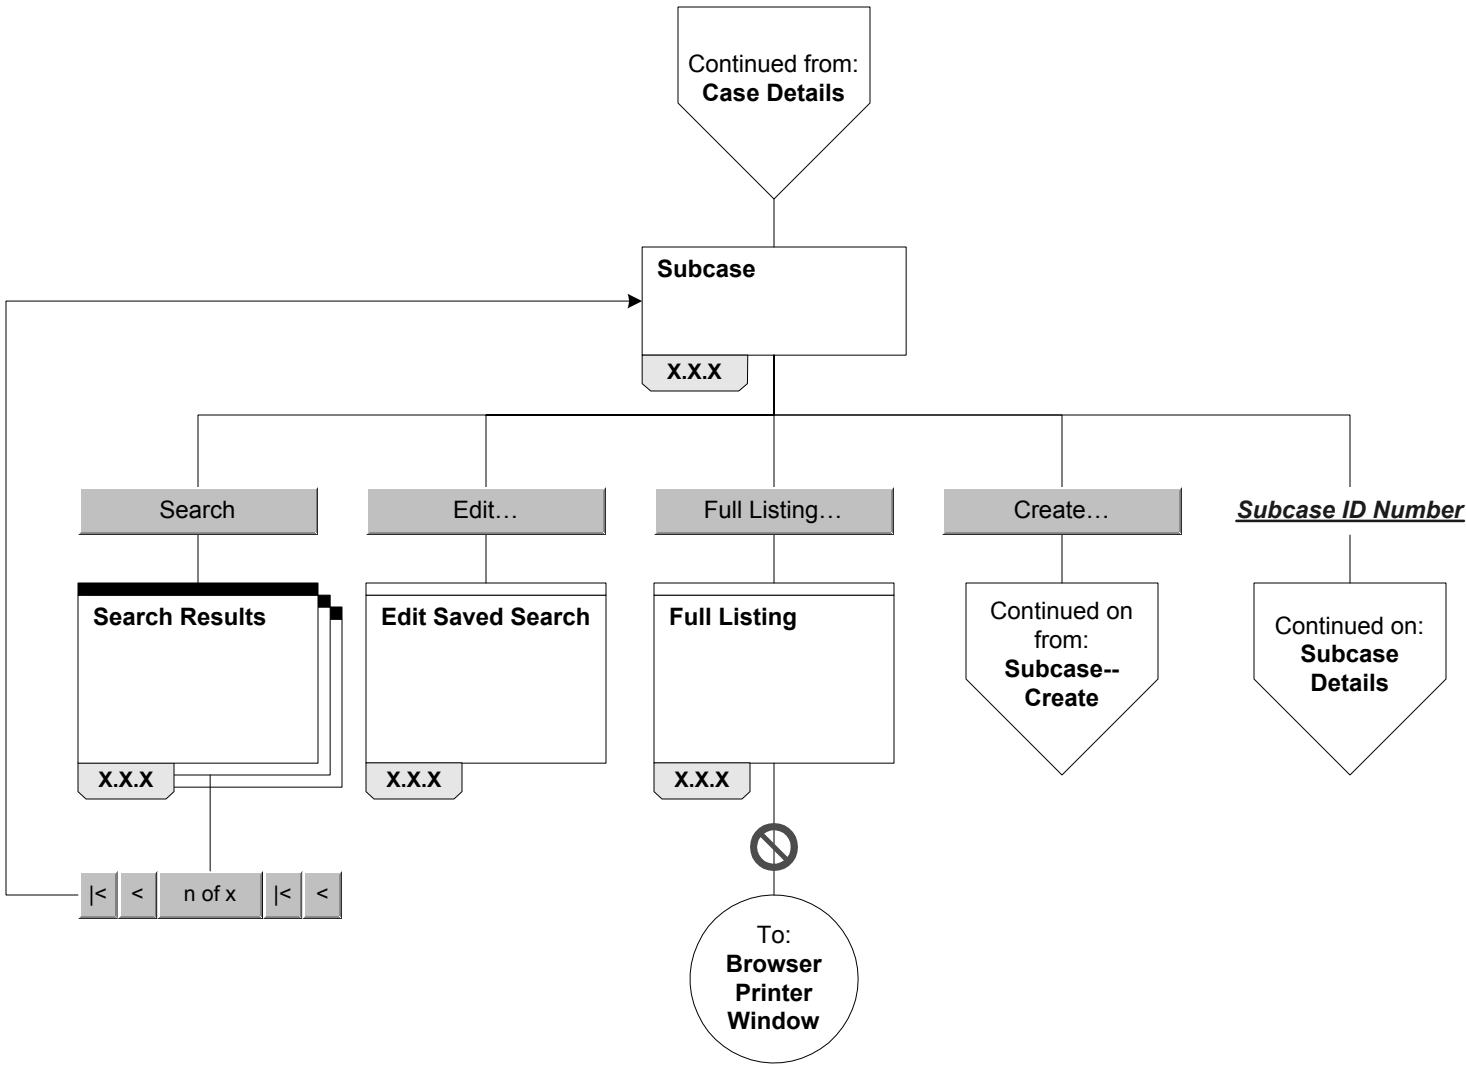 Continued from:
Case Details
Subcase
X.X.X
Search
Edit…
Full Listing…
Create…
Subcase ID Number
Search Results
Edit Saved Search
Full Listing
Continued on
from:
Subcase--
Create
Continued on:
Subcase
Details
X.X.X
X.X.X
X.X.X
|<
<
n of x
|<
<
To:
Browser
Printer
Window